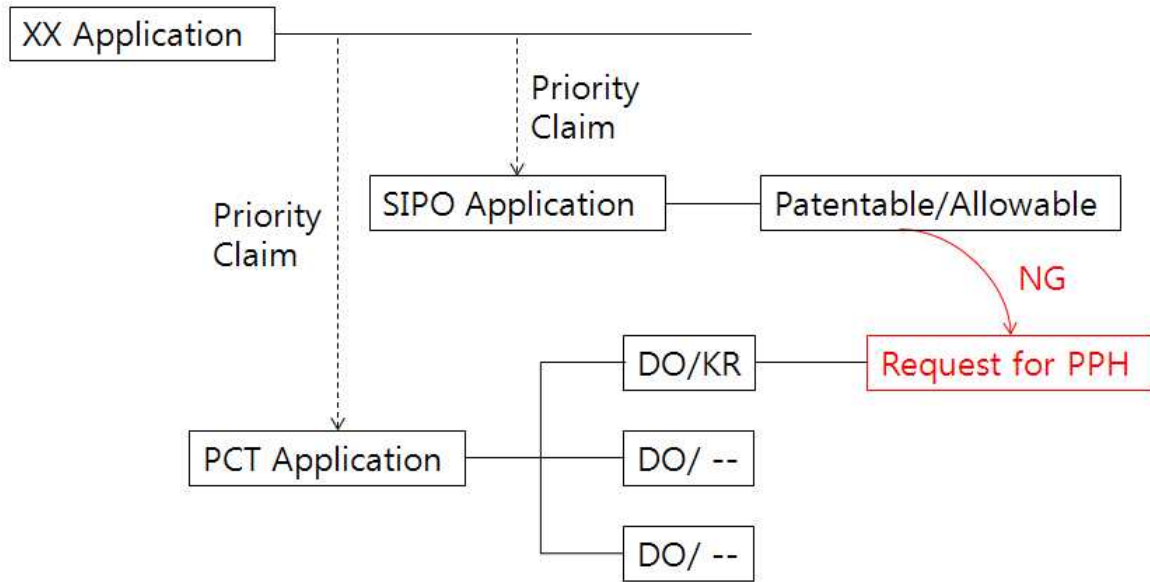 XX Application
Priority
Claim
SIPO Application
Patentable/Allowable
Priority
Claim
NG
DO/KR
Request for PPH
PCT Application
DO/ --
DO/ --